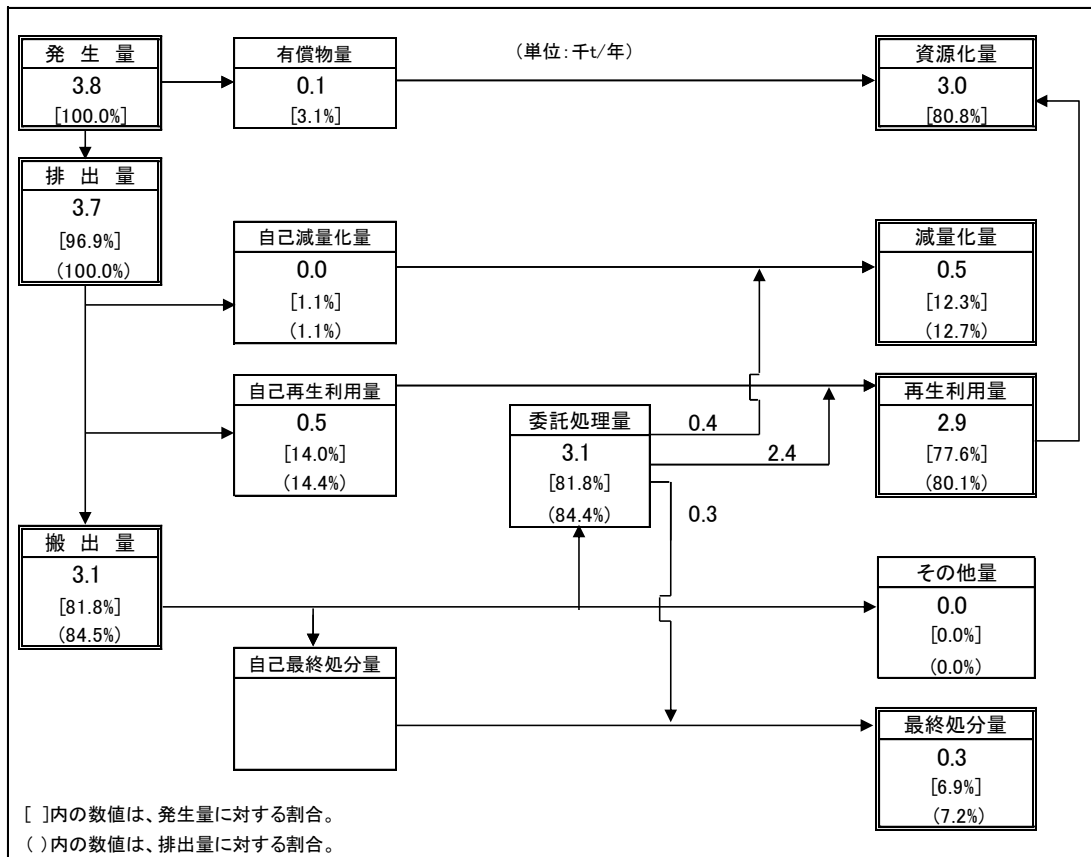 発 生 量
3.8
[100.0%]
有償物量
0.1
[3.1%]
（単位：千t/年）
資源化量
3.0
[80.8%]
排 出 量
3.7
[96.9%]
(100.0%)
自己減量化量
0.0
[1.1%]
(1.1%)
減量化量
0.5
[12.3%]
(12.7%)
自己再生利用量
0.5
[14.0%]
(14.4%)
委託処理量
3.1
[81.8%]
(84.4%)
0.4
2.4
0.3
再生利用量
2.9
[77.6%]
(80.1%)
搬 出 量
3.1
[81.8%]
(84.5%)
その他量
0.0
[0.0%]
(0.0%)
自己最終処分量
最終処分量
0.3
[6.9%]
(7.2%)
[ ]内の数値は、発生量に対する割合。
( )内の数値は、排出量に対する割合。